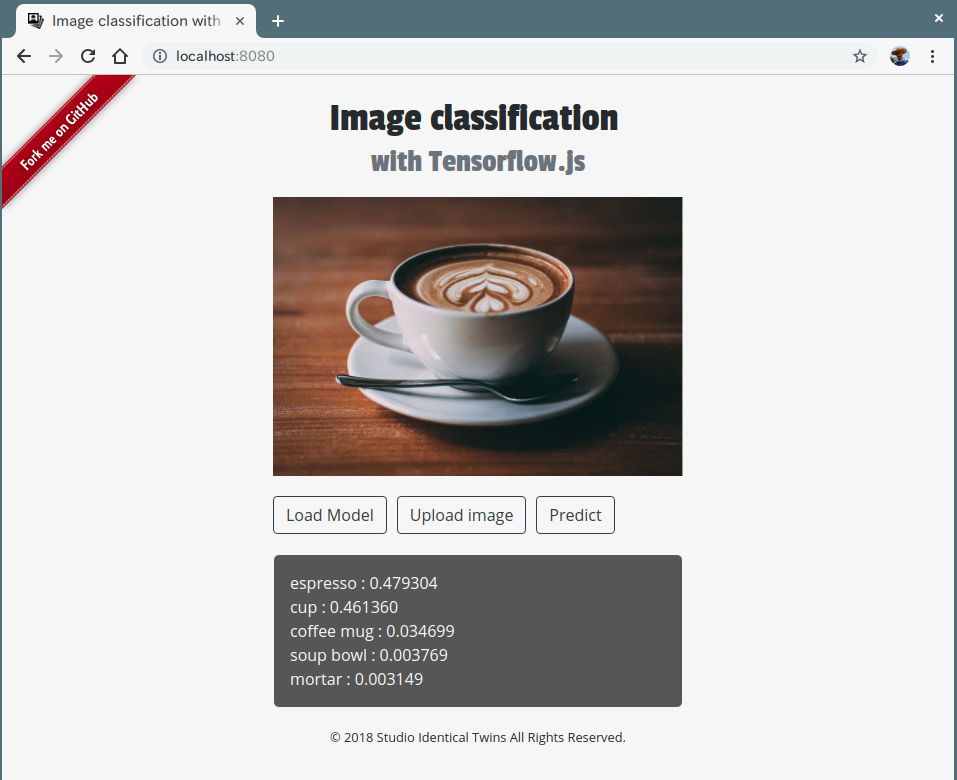 Image classification with
localhost:8080
Fork me on GitHub
Image classification
with Tensorflow.js
Load Model Upload image Predict
espresso : 0.479304
cup : 0.461360
coffee mug : 0.034699
soup bowl : 0.003769
mortar : 0.003149
© 2018 Studio Identical Twins All Rights Reserved.